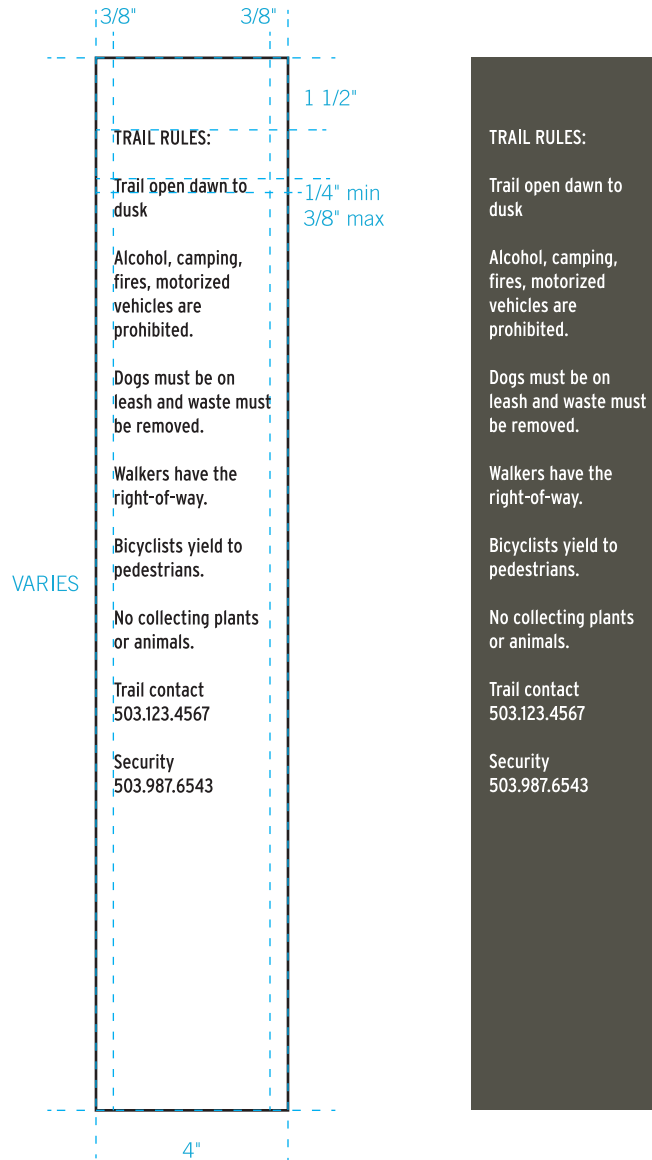 3/8" 3/8"
1 1/2"
TRAIL RULES:
Trail open dawn to
dusk
1/4" min
3/8" max
Alcohol, camping,
fires, motorized
vehicles are
prohibited.
Dogs must be on
leash and waste must
be removed.
Walkers have the
right-of-way.
Bicyclists yield to
pedestrians.
VARIES
No collecting plants
or animals.
Trail contact
503.123.4567
Security
503.987.6543
4"
TRAIL RULES:
Trail open dawn to
dusk
Alcohol, camping,
fires, motorized
vehicles are
prohibited.
Dogs must be on
leash and waste must
be removed.
Walkers have the
right-of-way.
Bicyclists yield to
pedestrians.
No collecting plants
or animals.
Trail contact
503.123.4567
Security
503.987.6543